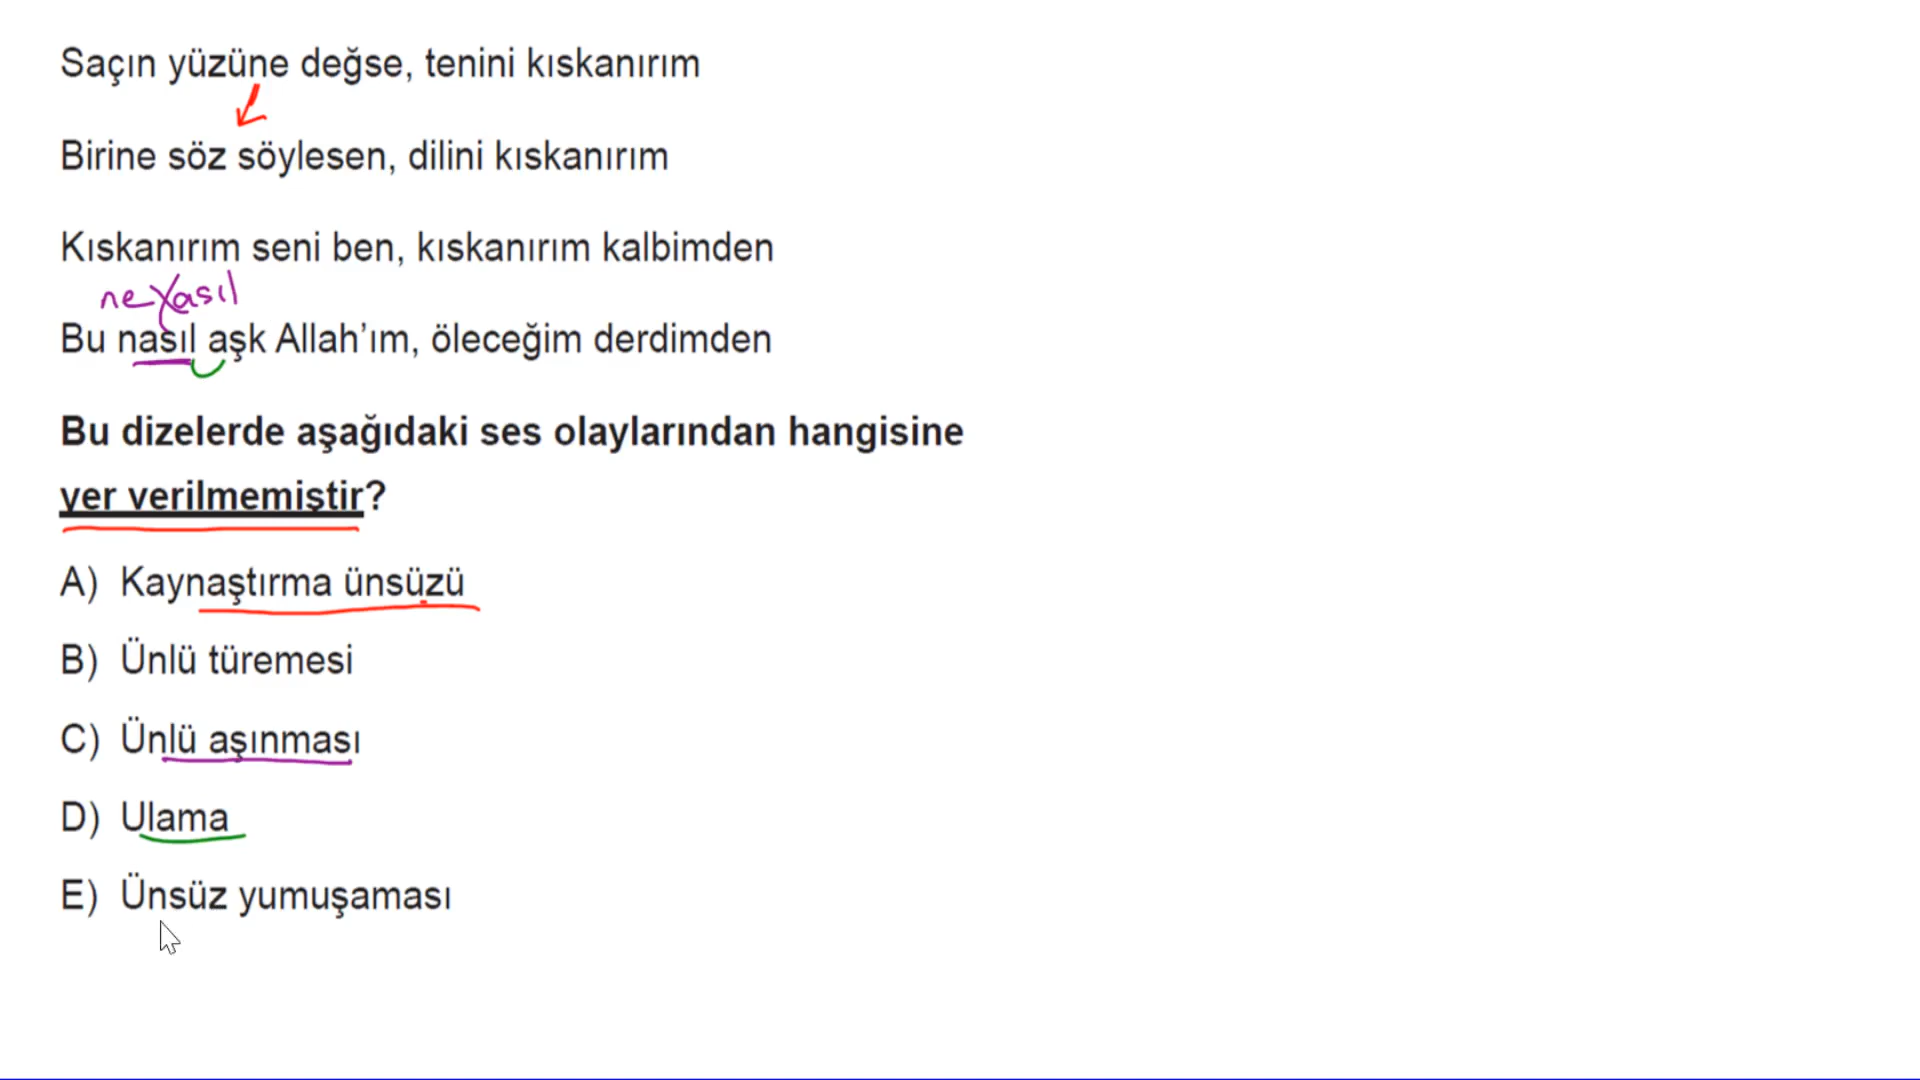 Saçın yüzüne değse, tenini kıskanırım
Birine söz söylesen, dilini kıskanırım
Kıskanırım seni ben, kıskanırım kalbimden
ne asıl
Bu nasıl aşk Allah’ım, öleceğim derdimden
Bu dizelerde aşağıdaki ses olaylarından hangisine
yer verilmemiştir?
A) Kaynaştırma ünsüzü
B) Ünlü türemesi
C) Ünlü aşınması
D) Ulama
E) Ünsüz yumuşaması